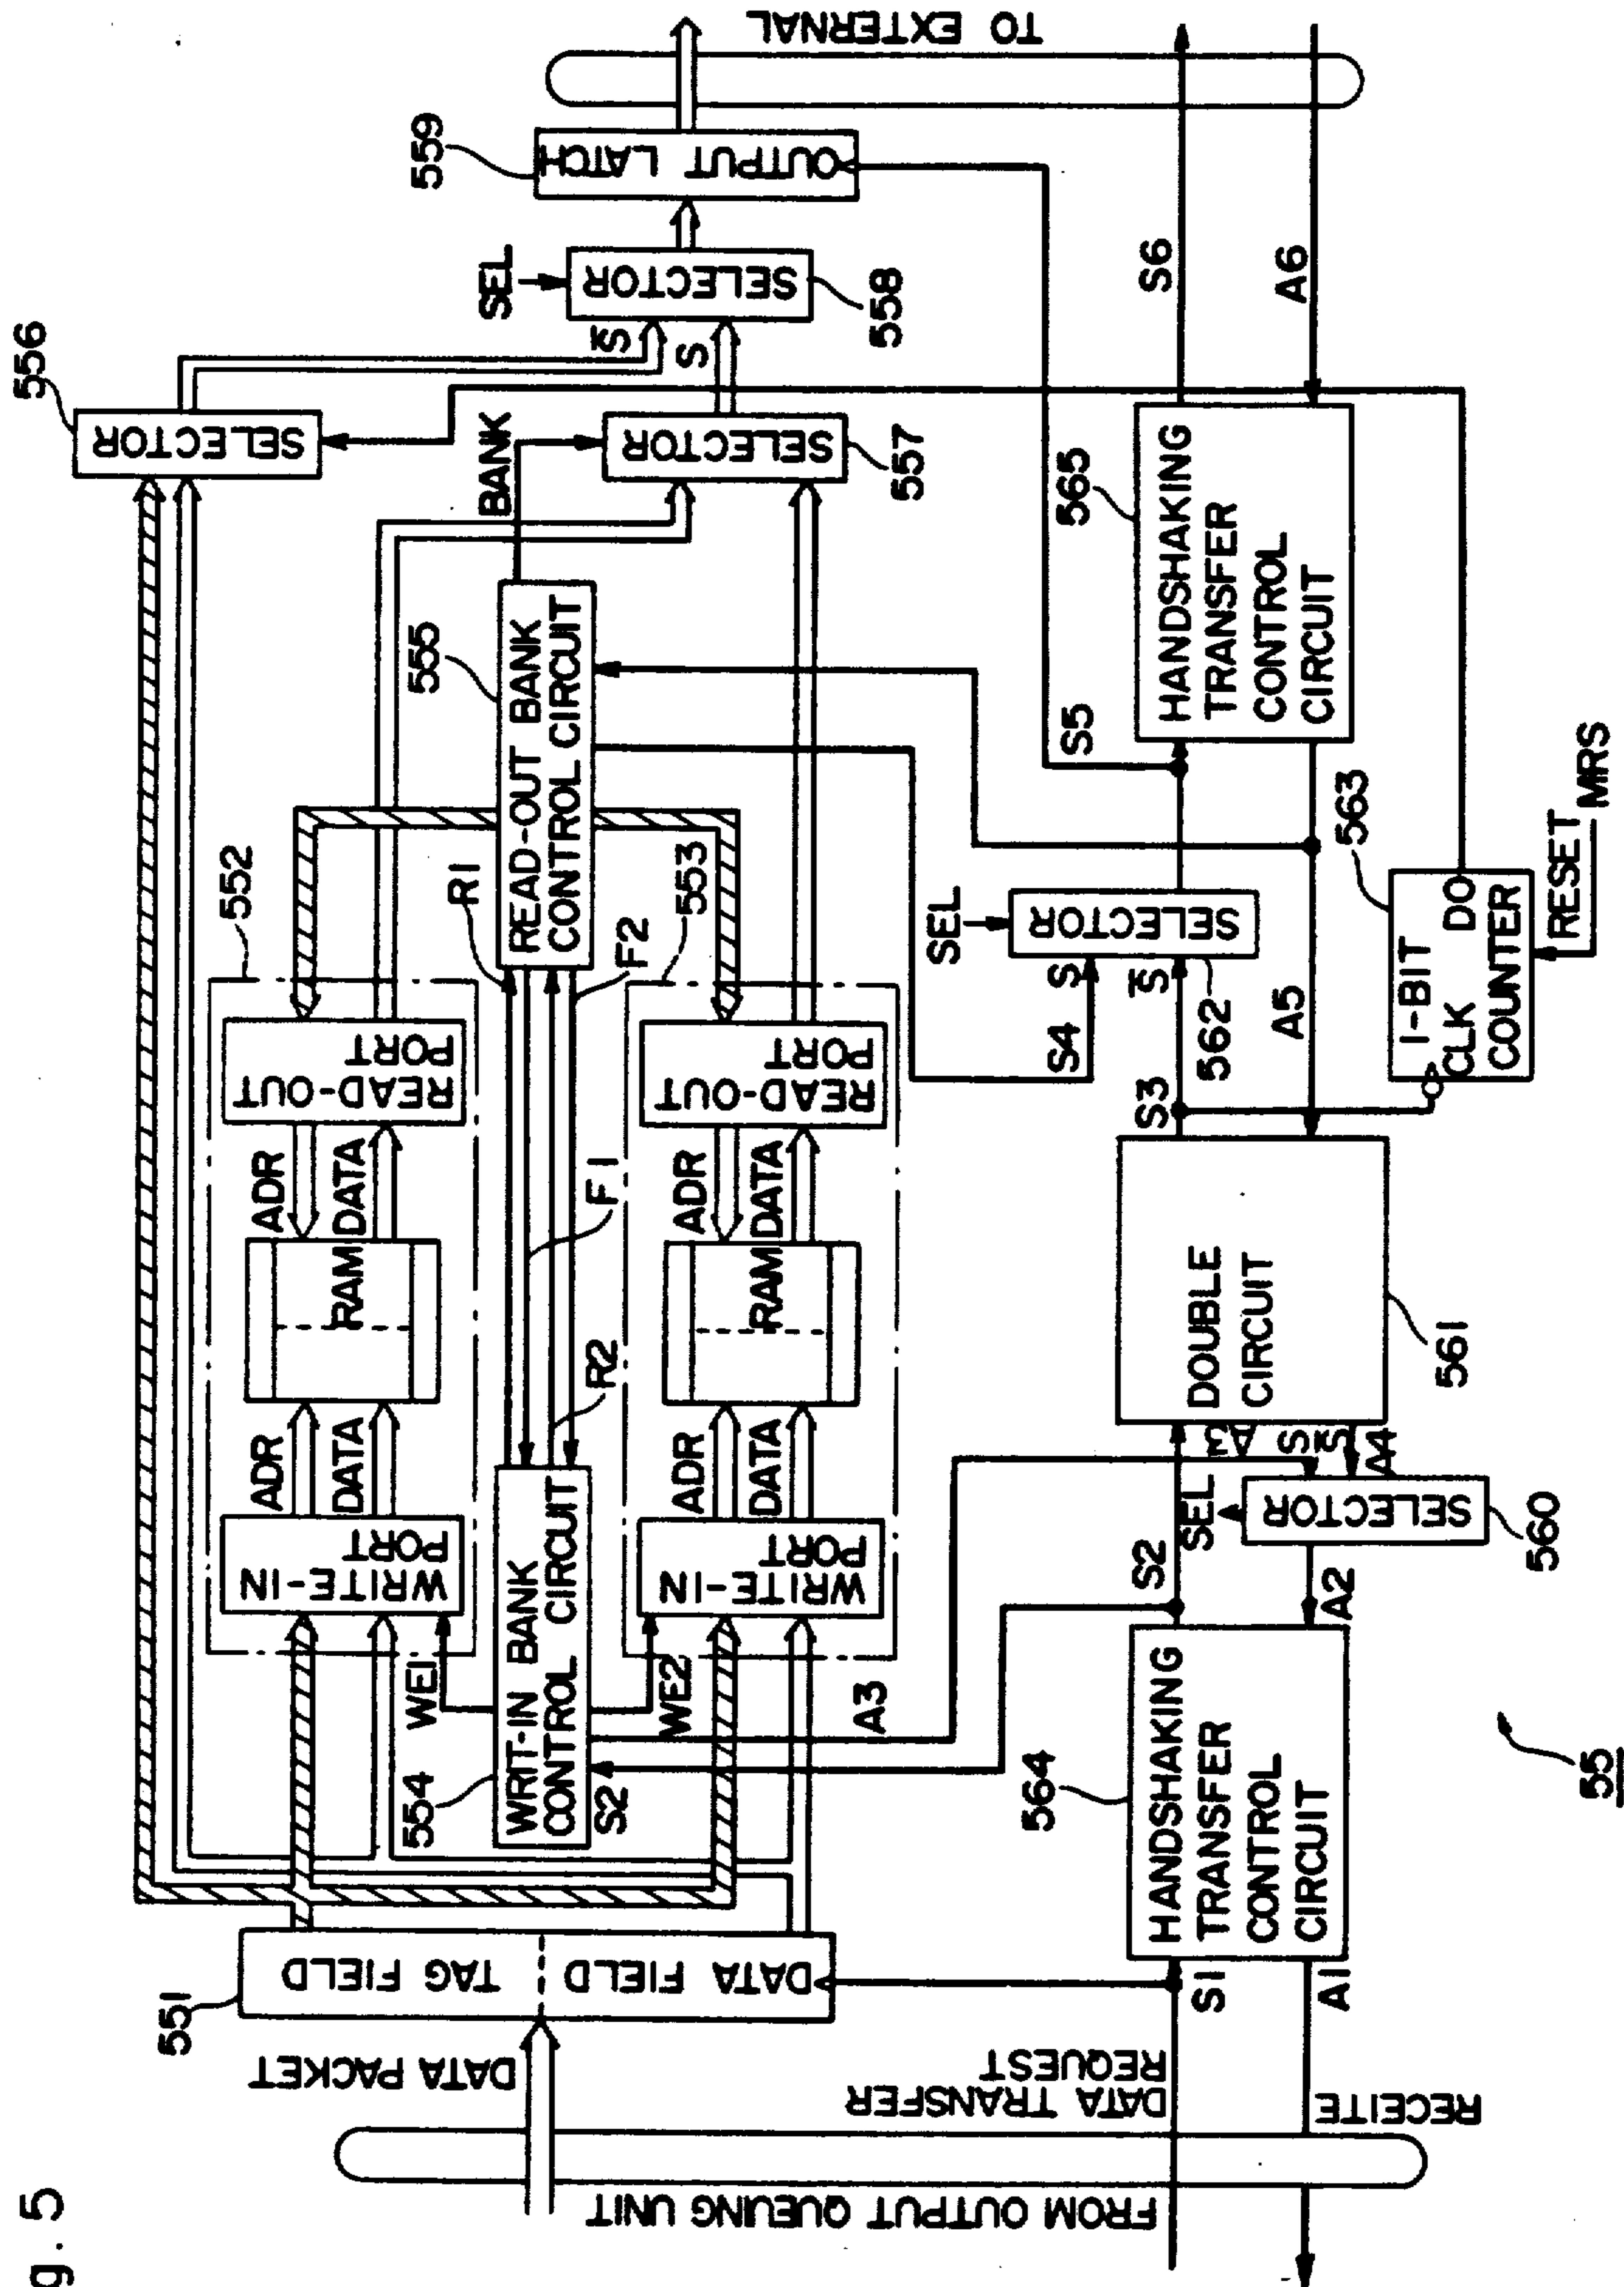 g. 5
FROM OUTPUT QUEUING UNIT
DATA PACKET
DATA TRANSFER
REQUEST
RECEITE
551
TAG FIELD
DATA FIELD
S1
A1
564
HANDSHAKING
TRANSFER
CONTROL
CIRCUIT
55
554
WRIT-IN BANK
CONTROL CIRCUIT
S2
A3
WE1
WE2
WRITE-IN
PORT
ADR
DATA
RAM
ADR
DATA
READ-OUT
PORT
552
WRITE-IN
PORT
ADR
DATA
RAM
ADR
DATA
READ-OUT
PORT
553
R1
F1
R2
F2
555
READ-OUT BANK
CONTROL CIRCUIT
BANK
556
SELECTOR
SELECTOR
557
S̅
S
SEL
SELECTOR
558
559
OUTPUT LATCH
TO EXTERNAL
S2
A2
SEL
SELECTOR
560
A3
S
S̅
A4
DOUBLE
CIRCUIT
561
S3
S4
S
S̅
SEL
SELECTOR
562
A5
S5
1-BIT
CLK DO
COUNTER
563
RESET
MRS
565
HANDSHAKING
TRANSFER
CONTROL
CIRCUIT
S6
A6